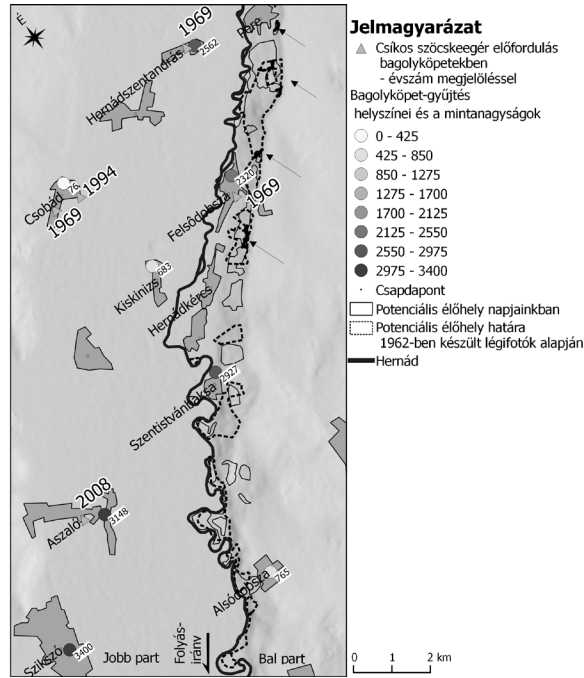 É
1969
Pere
2562
Hernádszentandrás
1994
76
Csobád
1969
2320
1969
Felsődobsza
683
Kiskinizs
Hernádkércs
2927
Szentistvánbaksa
2008
3148
Aszaló
765
Alsódobsza
3400
Szikszó
Jobb part
Folyás-
irány
Bal part
Jelmagyarázat
Csíkos szöcskeegér előfordulás
bagolyköpetekben
- évszám megjelöléssel
Bagolyköpet-gyűjtés
helyszínei és a mintanagyságok
0 - 425
425 - 850
850 - 1275
1275 - 1700
1700 - 2125
2125 - 2550
2550 - 2975
2975 - 3400
Csapdapont
Potenciális élőhely napjainkban
Potenciális élőhely határa
1962-ben készült légifotók alapján
Hernád
0 1 2 km